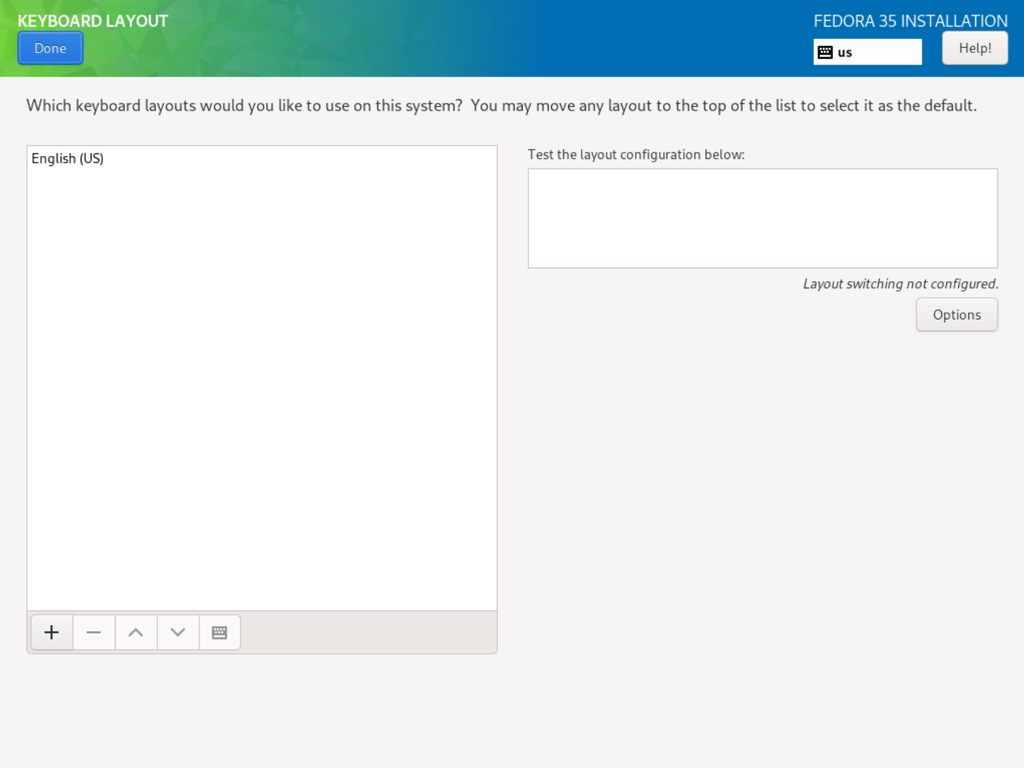 KEYBOARD LAYOUT
Done
FEDORA 35 INSTALLATION
us
Help!
Which keyboard layouts would you like to use on this system?  You may move any layout to the top of the list to select it as the default.
English (US)
Test the layout configuration below:
Layout switching not configured.
Options